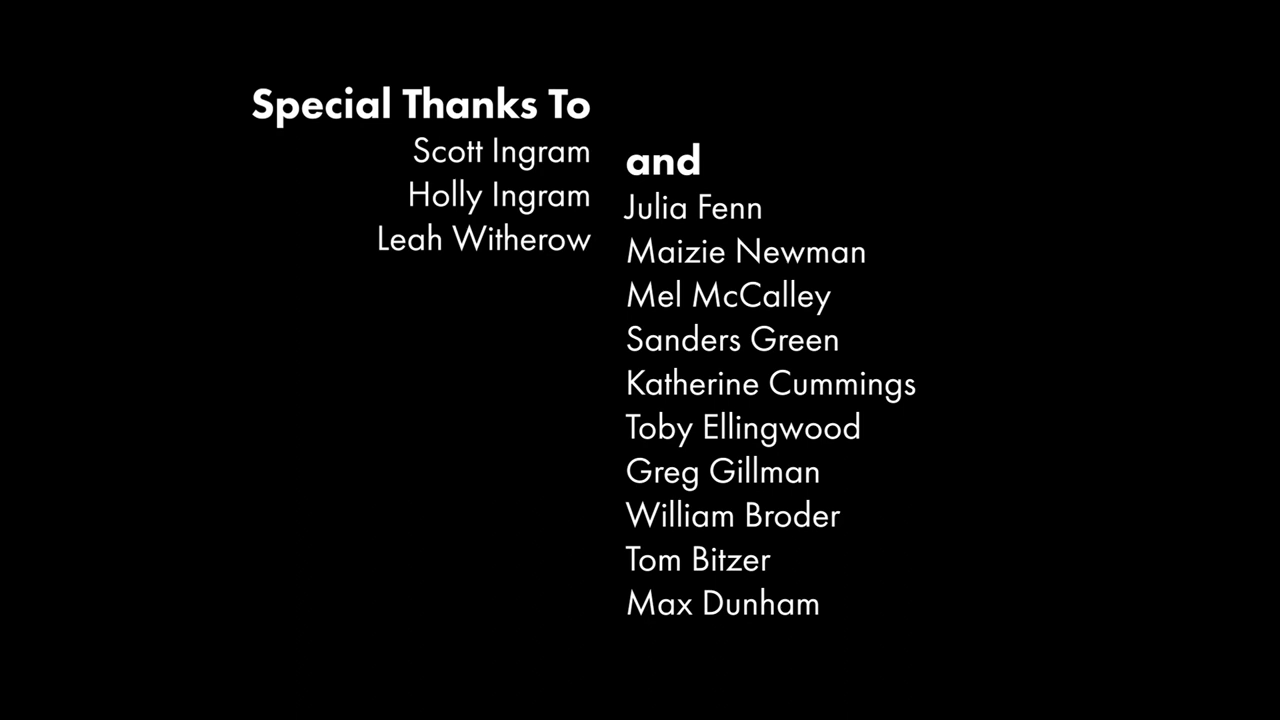 Special Thanks To
Scott Ingram
Holly Ingram
Leah Witherow
and
Julia Fenn
Maizie Newman
Mel McCalley
Sanders Green
Katherine Cummings
Toby Ellingwood
Greg Gillman
William Broder
Tom Bitzer
Max Dunham